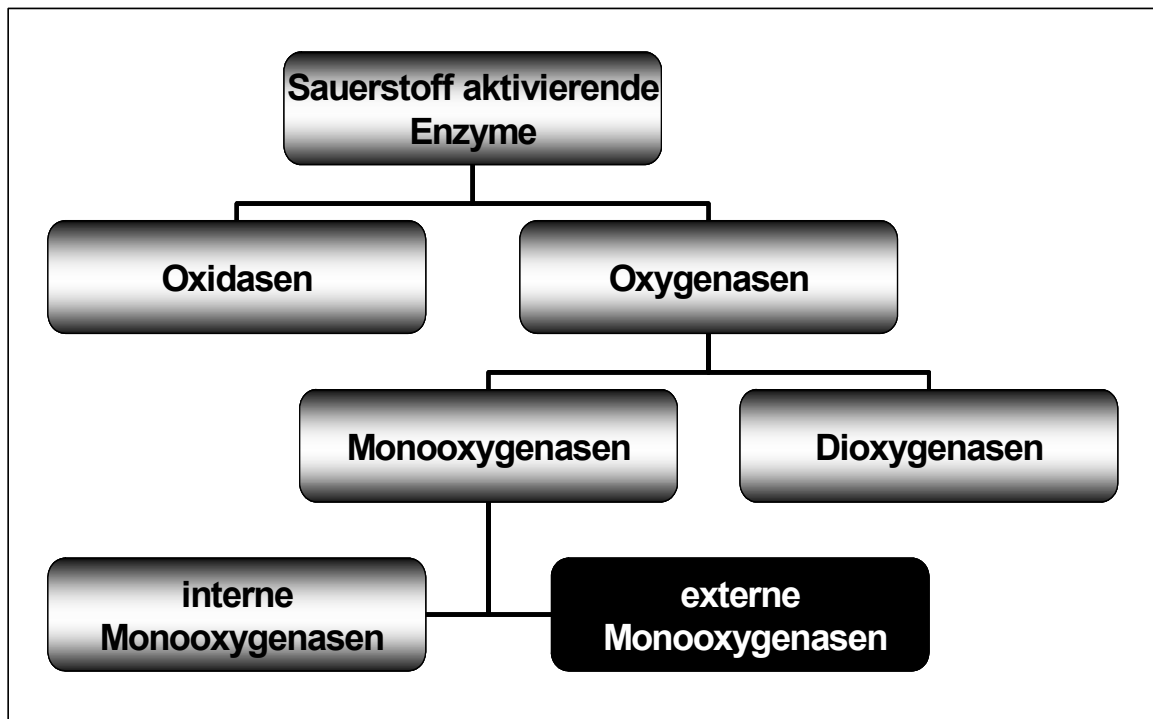 Sauerstoff aktivierende
Enzyme
Oxidasen
Oxygenasen
Monooxygenasen
Dioxygenasen
interne
Monooxygenasen
externe
Monooxygenasen